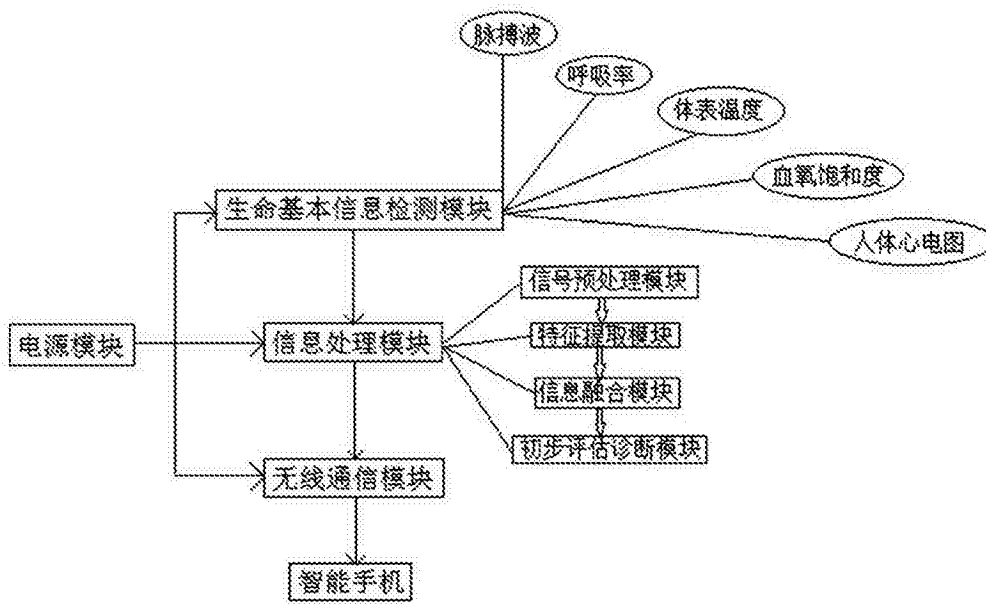 脉搏波
呼吸率
体表温度
血氧饱和度
生命基本信息检测模块
人体心电图
信号预处理模块
电源模块
信息处理模块
特征提取模块
信息融合模块
初步评估诊断模块
无线通信模块
智能手机